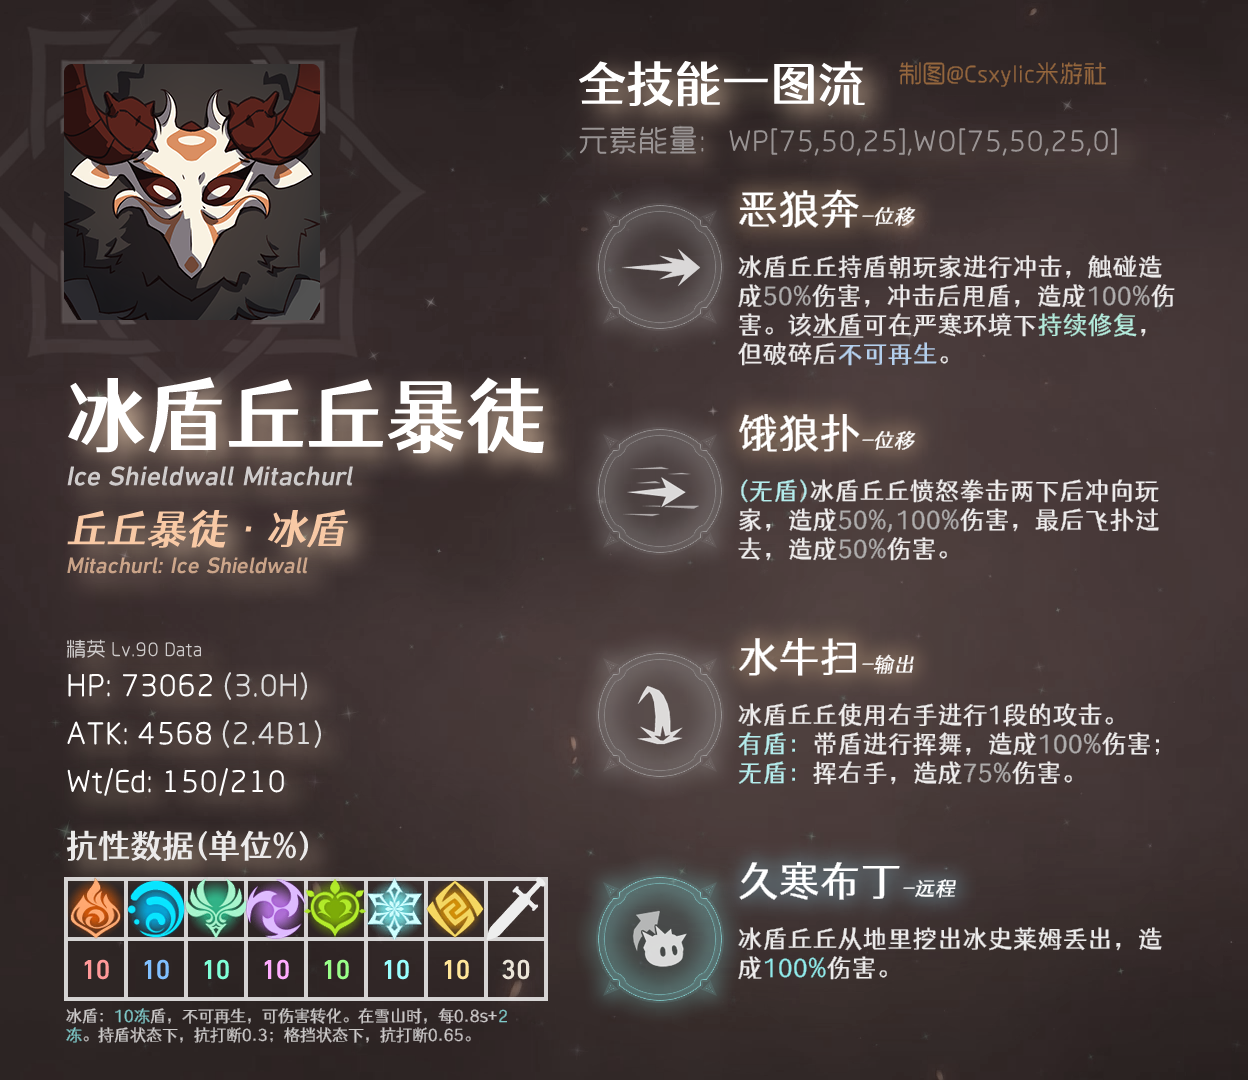 全技能一图流
制图@Csxylic米游社
元素能量： WP[75,50,25],WO[75,50,25,0]
恶狼奔-位移
冰盾丘丘持盾朝玩家进行冲击，触碰造
成50%伤害，冲击后甩盾，造成100%伤
害。该冰盾可在严寒环境下持续修复，
但破碎后不可再生。
冰盾丘丘暴徒
Ice Shieldwall Mitachurl
丘丘暴徒 · 冰盾
Mitachurl: Ice Shieldwall
饿狼扑-位移
(无盾)冰盾丘丘愤怒拳击两下后冲向玩
家，造成50%,100%伤害，最后飞扑过
去，造成50%伤害。
精英 Lv.90 Data
HP: 73062 (3.0H)
ATK: 4568 (2.4B1)
Wt/Ed: 150/210
水牛扫-输出
冰盾丘丘使用右手进行1段的攻击。
有盾：带盾进行挥舞，造成100%伤害；
无盾：挥右手，造成75%伤害。
抗性数据(单位%)
10 10 10 10 10 10 10 30
冰盾：10冻盾，不可再生，可伤害转化。在雪山时，每0.8s+2
冻。持盾状态下，抗打断0.3；格挡状态下，抗打断0.65。
久寒布丁-远程
冰盾丘丘从地里挖出冰史莱姆丢出，造
成100%伤害。